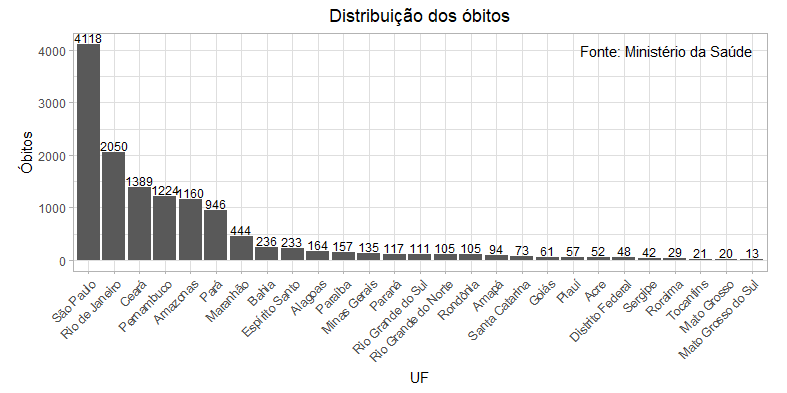 Distribuição dos óbitos
Fonte: Ministério da Saúde
Óbitos
4000
3000
2000
1000
0
4118
2050
1389
1224
1160
946
444
236
233
164
157
135
117
111
105
105
94
73
61
57
52
48
42
29
21
20
13
São Paulo
Rio de Janeiro
Ceará
Pernambuco
Amazonas
Pará
Maranhão
Bahia
Espírito Santo
Alagoas
Paraíba
Minas Gerais
Paraná
Rio Grande do Sul
Rio Grande do Norte
Rondônia
Amapá
Santa Catarina
Goiás
Piauí
Acre
Distrito Federal
Sergipe
Roraima
Tocantins
Mato Grosso
Mato Grosso do Sul
UF